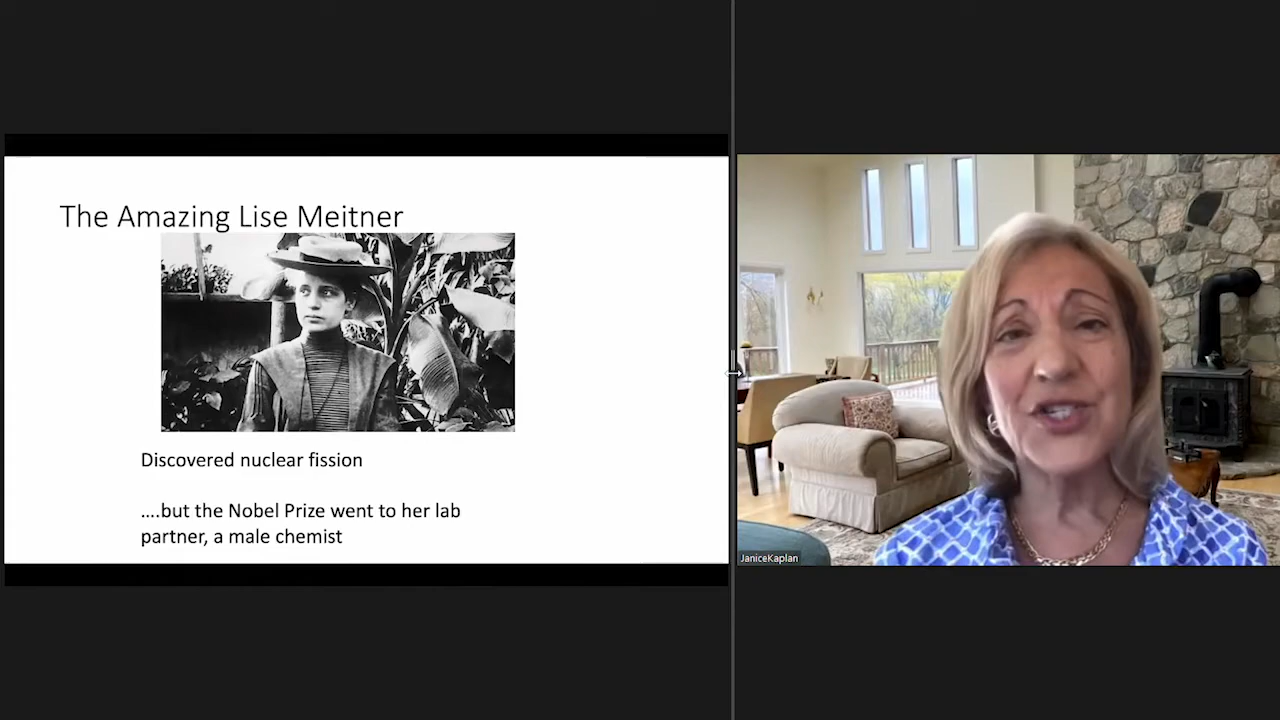 The Amazing Lise Meitner
Discovered nuclear fission
....but the Nobel Prize went to her lab
partner, a male chemist
JaniceKaplan